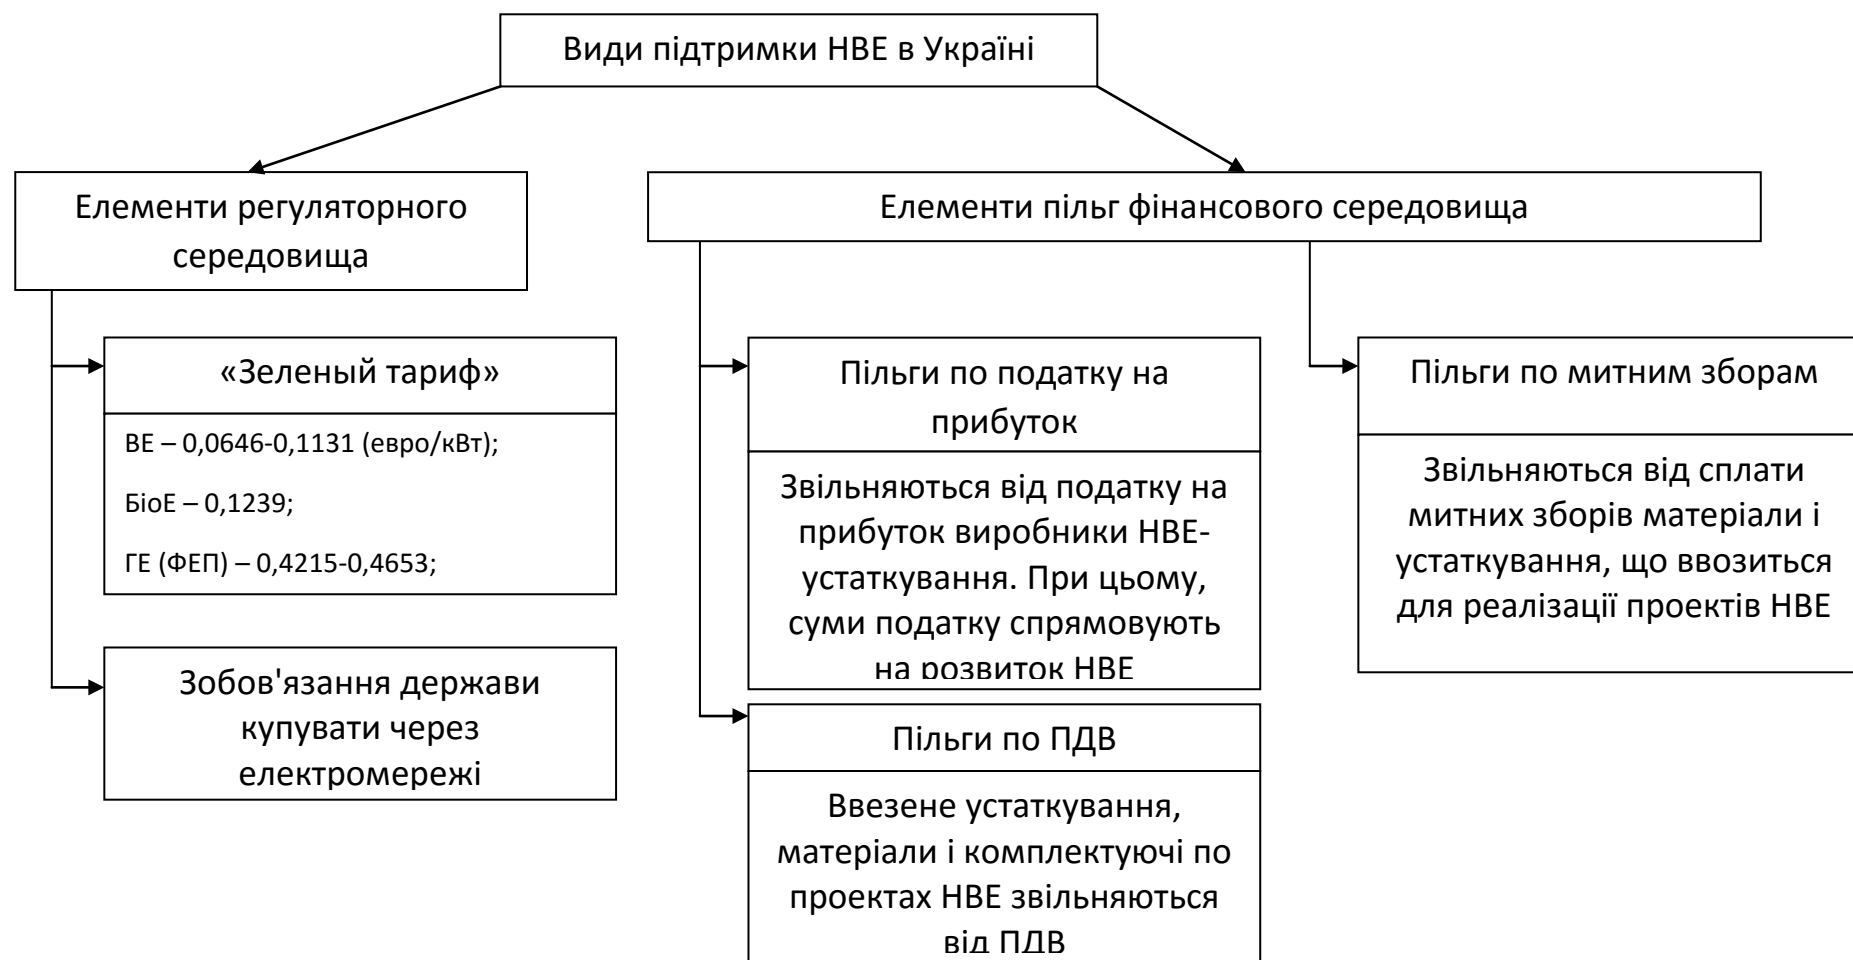 Види підтримки НВЕ в Україні
Елементи регуляторного
середовища
Елементи пільг фінансового середовища
«Зеленый тариф»
ВЕ – 0,0646-0,1131 (евро/кВт);
БіоЕ – 0,1239;
ГЕ (ФЕП) – 0,4215-0,4653;
Зобов'язання держави
купувати через
електромережі
Пільги по податку на
прибуток
Звільняються від податку на
прибуток виробники НВЕ-
устаткування. При цьому,
суми податку спрямовують
на розвиток НВЕ
Пільги по ПДВ
Ввезене устаткування,
матеріали і комплектуючі по
проектах НВЕ звільняються
від ПДВ
Пільги по митним зборам
Звільняються від сплати
митних зборів матеріали і
устаткування, що ввозиться
для реалізації проектів НВЕ